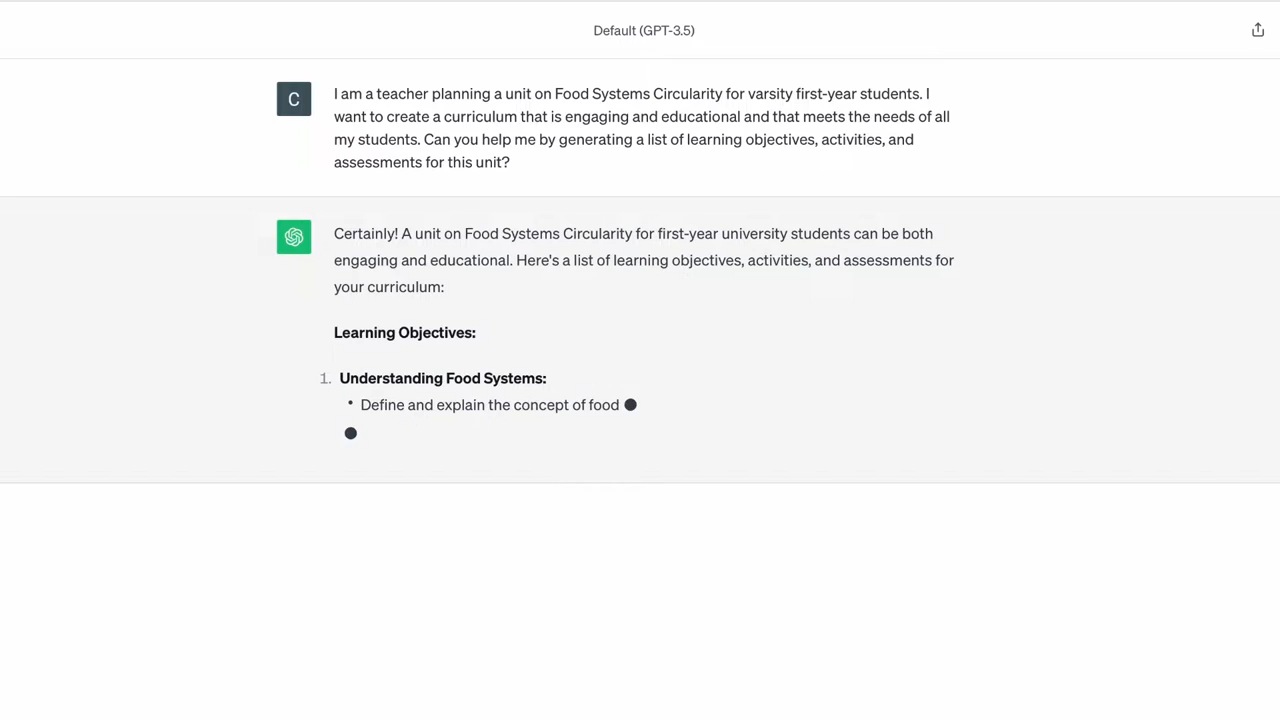 Default (GPT-3.5)
C
I am a teacher planning a unit on Food Systems Circularity for varsity first-year students. I
want to create a curriculum that is engaging and educational and that meets the needs of all
my students. Can you help me by generating a list of learning objectives, activities, and
assessments for this unit?
Certainly! A unit on Food Systems Circularity for first-year university students can be both
engaging and educational. Here's a list of learning objectives, activities, and assessments for
your curriculum:
Learning Objectives:
1. Understanding Food Systems:
• Define and explain the concept of food